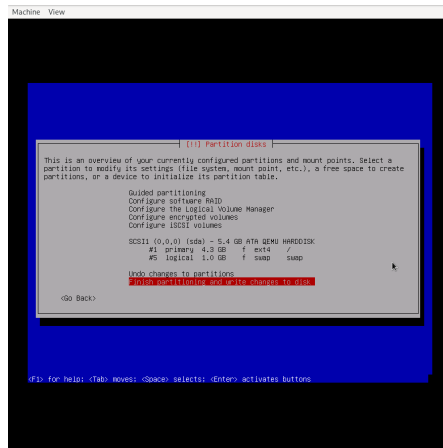 Machine View
[!!] Partition disks
This is an overview of your currently configured partitions and mount points. Select a
partition to modify its settings (file system, mount point, etc.), a free space to create
partitions, or a device to initialize its partition table.
Guided partitioning
Configure software RAID
Configure the Logical Volume Manager
Configure encrypted volumes
Configure iSCSI volumes
SCSI1 (0,0,0) (sda) - 5.4 GB ATA QEMU HARDDISK
#1 primary 4.3 GB f ext4 /
#5 logical 1.0 GB f swap swap
Undo changes to partitions
Finish partitioning and write changes to disk
<Go Back>
<F1> for help; <Tab> moves; <Space> selects; <Enter> activates buttons